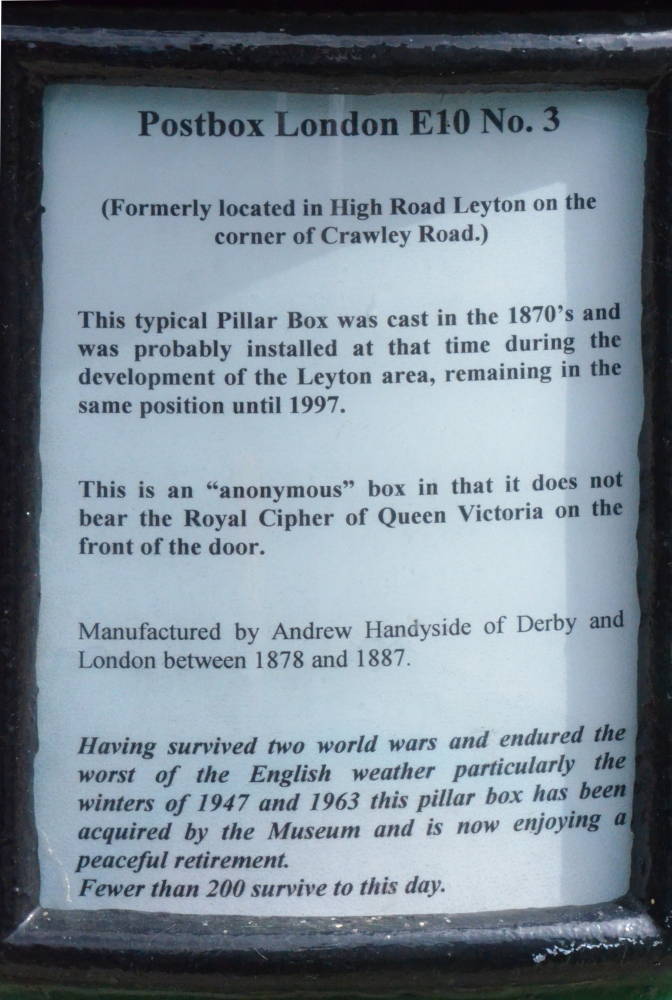 Postbox London E10 No. 3
(Formerly located in High Road Leyton on the
corner of Crawley Road.)
This typical Pillar Box was cast in the 1870's and
was probably installed at that time during the
development of the Leyton area, remaining in the
same position until 1997.
This is an “anonymous” box in that it does not
bear the Royal Cipher of Queen Victoria on the
front of the door.
Manufactured by Andrew Handyside of Derby and
London between 1878 and 1887.
Having survived two world wars and endured the
worst of the English weather particularly the
winters of 1947 and 1963 this pillar box has been
acquired by the Museum and is now enjoying a
peaceful retirement.
Fewer than 200 survive to this day.